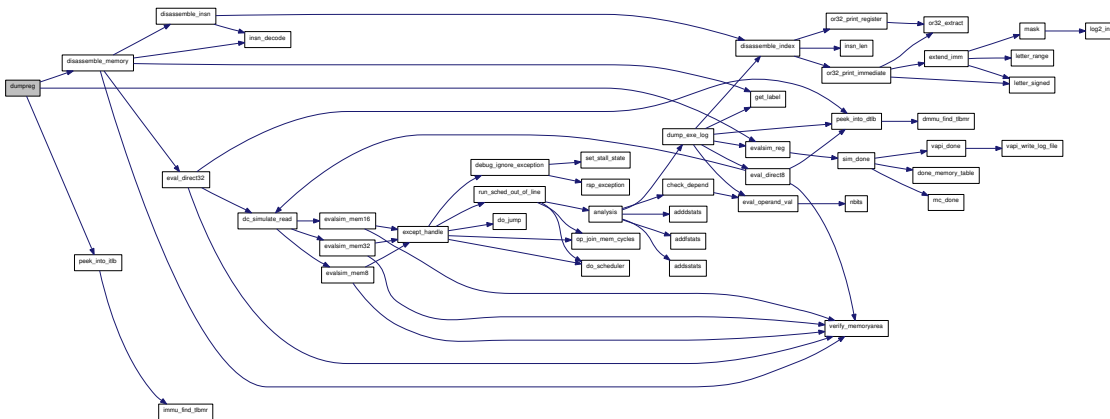 dumpreg
disassemble_memory
peek_into_itlb
disassemble_insn
insn_decode
eval_direct32
immu_find_tlbmr
dc_simulate_read
evalsim_mem16
evalsim_mem32
evalsim_mem8
except_handle
debug_ignore_exception
run_sched_out_of_line
do_jump
set_stall_state
rsp_exception
analysis
op_join_mem_cycles
do_scheduler
dump_exe_log
check_depend
adddstats
addfstats
addsstats
disassemble_index
get_label
evalsim_reg
eval_direct8
eval_operand_val
or32_print_register
insn_len
or32_print_immediate
peek_into_dtlb
sim_done
nbits
verify_memoryarea
or32_extract
extend_imm
dmmu_find_tlbmr
vapi_done
done_memory_table
mc_done
mask
letter_range
letter_signed
vapi_write_log_file